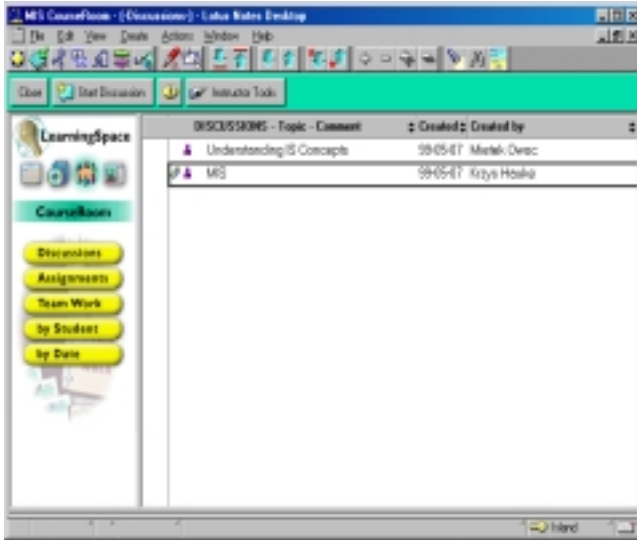 MIS CourseRoom - (-Discussions-) - Lotus Notes Desktop
File Edit View Create Actions Window Help
Close Start Discussion Instructor Tools
LearningSpace
DISCUSSIONS - Topic - Comment Created Created by
Understanding IS Concepts 99-05-07 Mietek Owoc
MIS 99-05-07 Krzys Hauke
CourseRoom
Discussions
Assignments
Team Work
by Student
by Date
Island